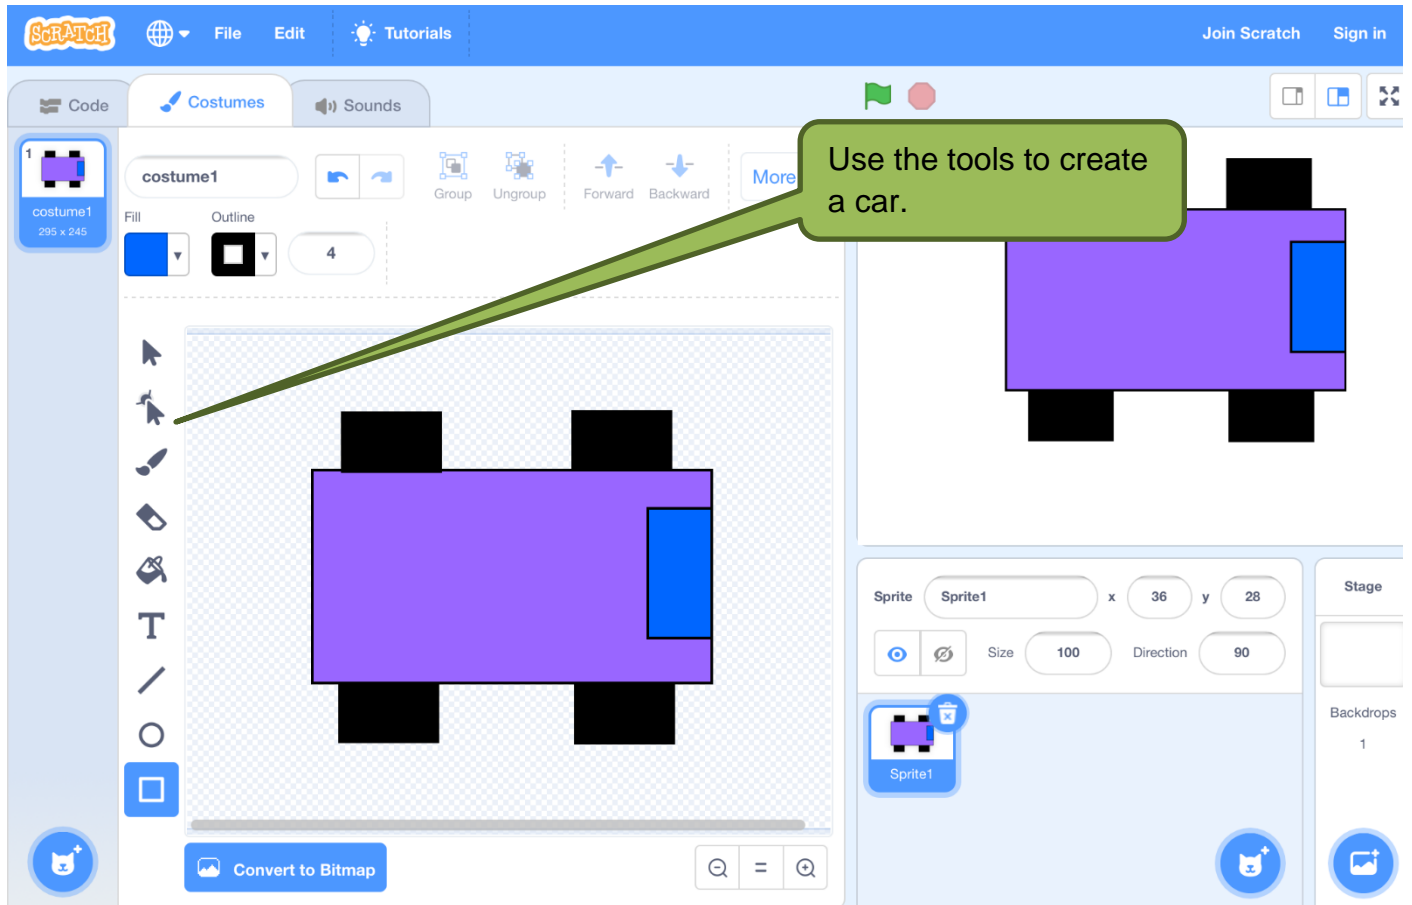 SCRATCH File Edit Tutorials Join Scratch Sign in
Code Costumes Sounds
1
costume1
295 x 245
costume1
Group Ungroup Forward Backward More
Fill Outline
4
Use the tools to create
a car.
T
Convert to Bitmap
=
Sprite Sprite1 x 36 y 28
Size 100 Direction 90
Sprite1
Stage
Backdrops
1